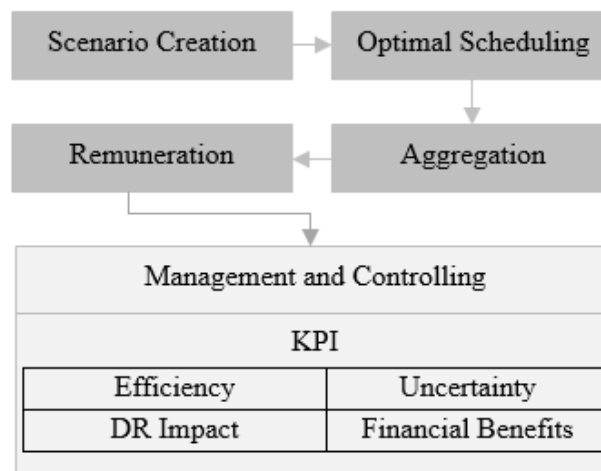 Scenario Creation
Optimal Scheduling
Remuneration
Aggregation
Management and Controlling
KPI
Efficiency
Uncertainty
DR Impact
Financial Benefits